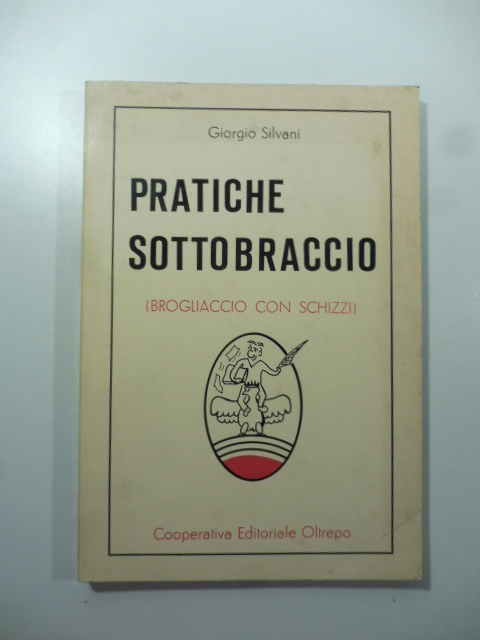 Giorgio Silvani
PRATICHE
SOTTOBRACCIO
(BROGLIACCIO CON SCHIZZI)
Cooperativa Editoriale Oltrepo